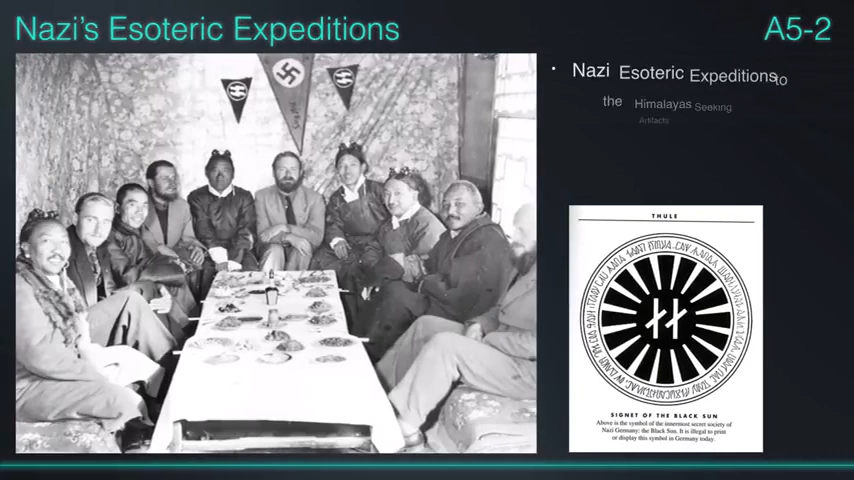 Nazi's Esoteric Expeditions
A5-2
• Nazi Esoteric Expeditions to
the Himalayas Seeking
Artifacts
THULE
SIGNET OF THE BLACK SUN
Above is the symbol of the innermost secret society of
Nazi Germany: the Black Sun. It is illegal to print
or display this symbol in Germany today.